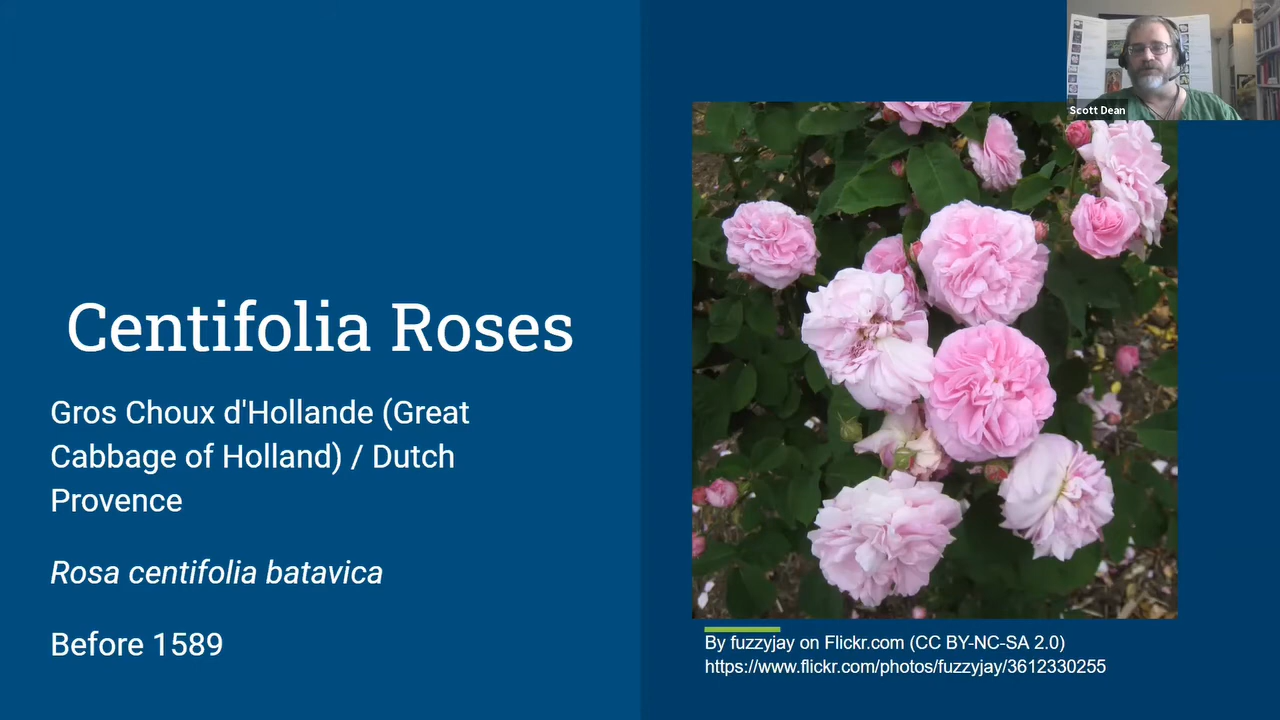 Scott Dean
Centifolia Roses
Gros Choux d'Hollande (Great
Cabbage of Holland) / Dutch
Provence
Rosa centifolia batavica
Before 1589
By fuzzyjay on Flickr.com (CC BY-NC-SA 2.0)
https://www.flickr.com/photos/fuzzyjay/3612330255